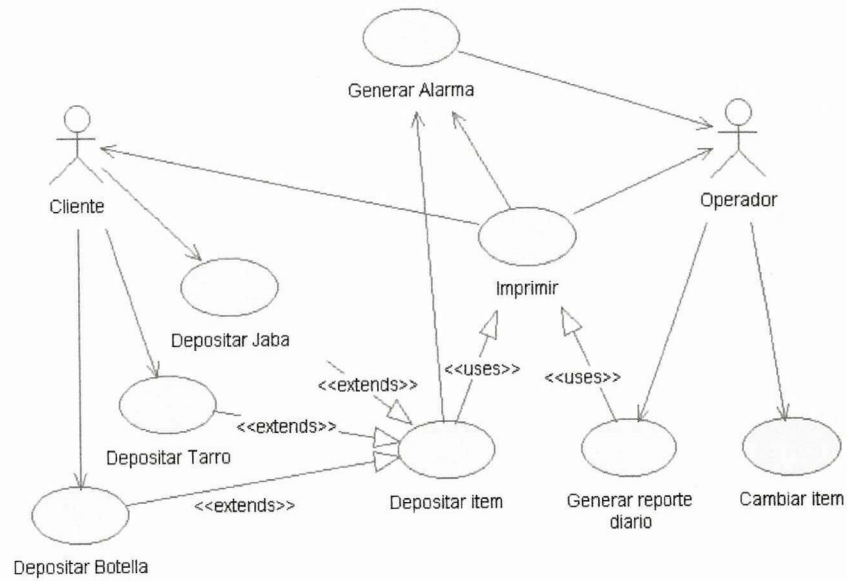 Generar Alarma
Cliente
Operador
Imprimir
Depositar Jaba
<<extends>>
<<uses>>
<<uses>>
Depositar Tarro
<<extends>>
Depositar item
Generar reporte
diario
Cambiar item
<<extends>>
Depositar Botella